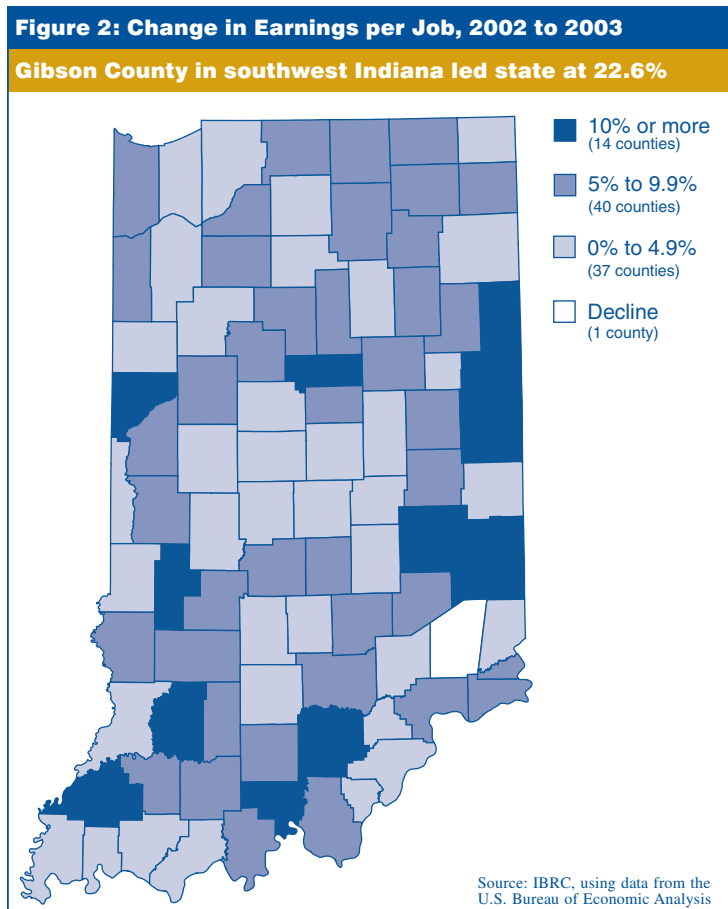 Figure 2: Change in Earnings per Job, 2002 to 2003
Gibson County in southwest Indiana led state at 22.6%
10% or more
(14 counties)
5% to 9.9%
(40 counties)
0% to 4.9%
(37 counties)
Decline
(1 county)
Source: IBRC, using data from the
U.S. Bureau of Economic Analysis